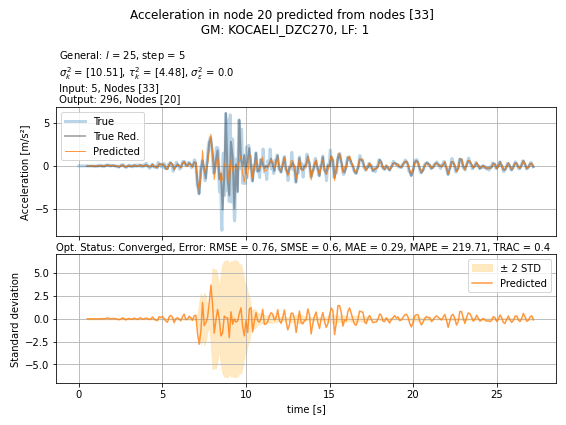 Acceleration in node 20 predicted from nodes [33]
GM: KOCAELI_DZC270, LF: 1
General: l = 25, step = 5
σ²ₖ = [10.51], τ²ₖ = [4.48], σ²ε = 0.0
Input: 5, Nodes [33]
Output: 296, Nodes [20]
True
True Red.
Predicted
Acceleration [m/s²]
5
0
−5
Opt. Status: Converged, Error: RMSE = 0.76, SMSE = 0.6, MAE = 0.29, MAPE = 219.71, TRAC = 0.4
± 2 STD
Predicted
Standard deviation
5.0
2.5
0.0
−2.5
−5.0
0 5 10 15 20 25
time [s]